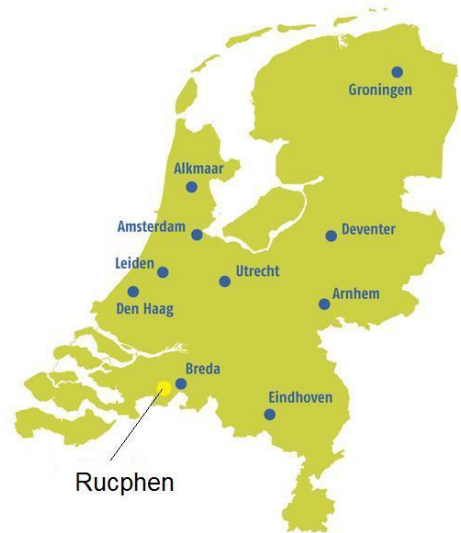 Groningen
Alkmaar
Amsterdam
Deventer
Leiden
Utrecht
Den Haag
Arnhem
Breda
Eindhoven
Rucphen